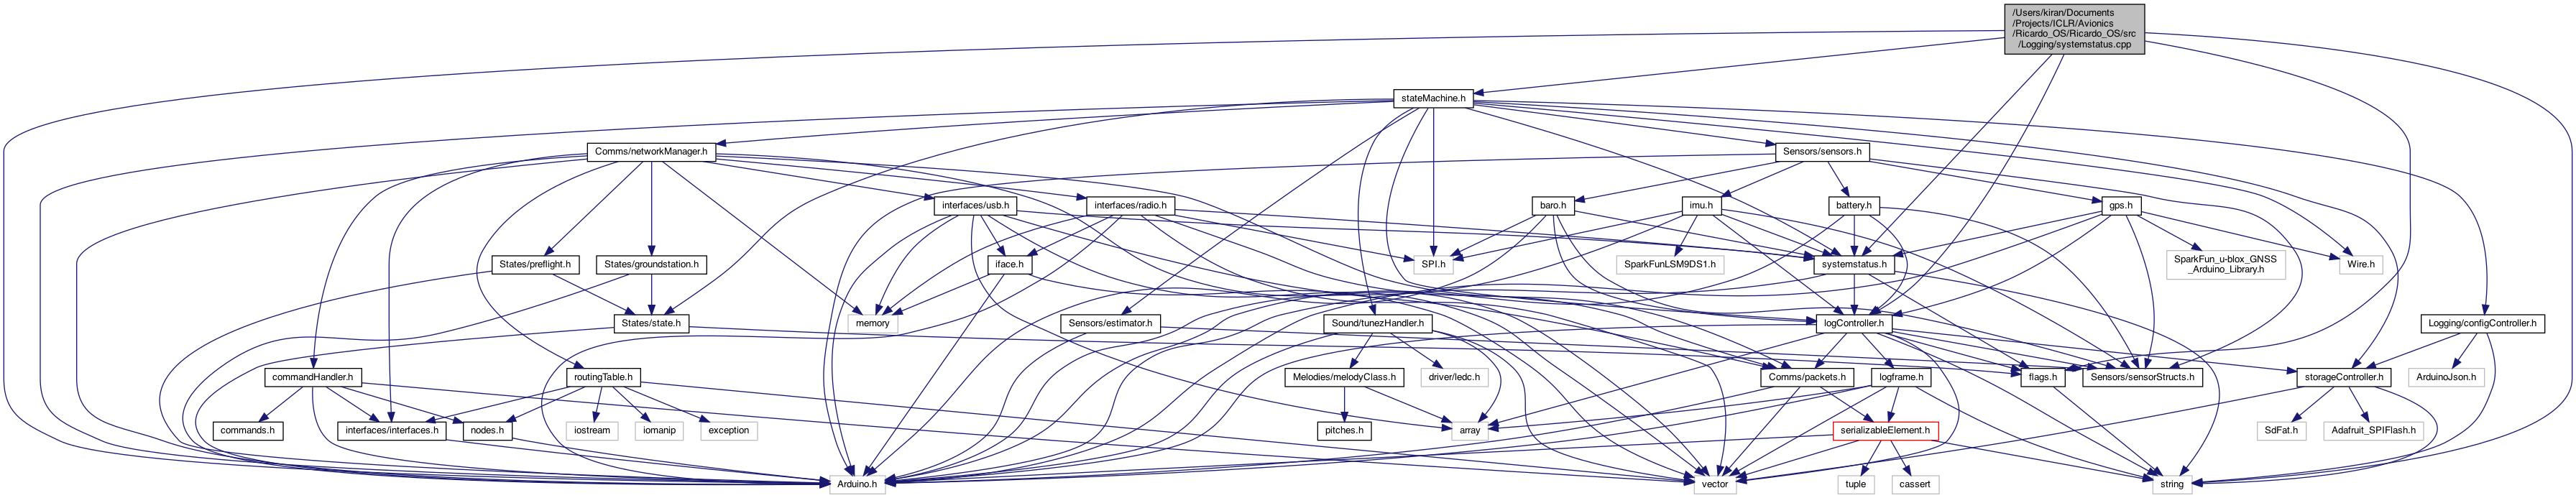 /Users/kiran/Documents
/Projects/ICLR/Avionics
/Ricardo_OS/Ricardo_OS/src
/Logging/systemstatus.cpp
stateMachine.h
Comms/networkManager.h
Sensors/sensors.h
interfaces/usb.h
interfaces/radio.h
baro.h
imu.h
battery.h
gps.h
States/preflight.h
States/groundstation.h
iface.h
SPI.h
SparkFunLSM9DS1.h
systemstatus.h
SparkFun_u-blox_GNSS
_Arduino_Library.h
Wire.h
States/state.h
memory
Sensors/estimator.h
Sound/tunezHandler.h
logController.h
Logging/configController.h
commandHandler.h
routingTable.h
Melodies/melodyClass.h
driver/ledc.h
Comms/packets.h
logframe.h
flags.h
Sensors/sensorStructs.h
storageController.h
ArduinoJson.h
commands.h
interfaces/interfaces.h
nodes.h
iostream
iomanip
exception
pitches.h
array
serializableElement.h
SdFat.h
Adafruit_SPIFlash.h
Arduino.h
vector
tuple
cassert
string